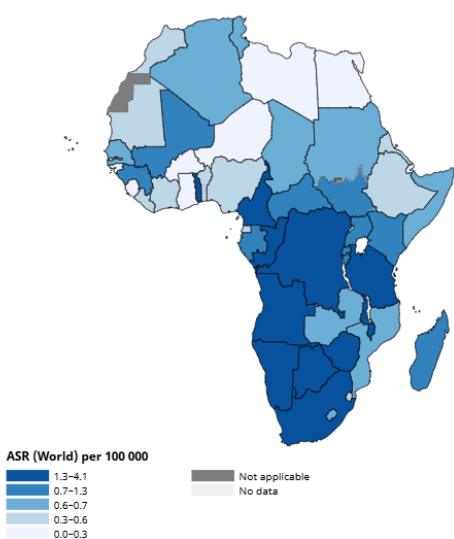 ASR (World) per 100 000
1.3–4.1
0.7–1.3
0.6–0.7
0.3–0.6
0.0–0.3
Not applicable
No data